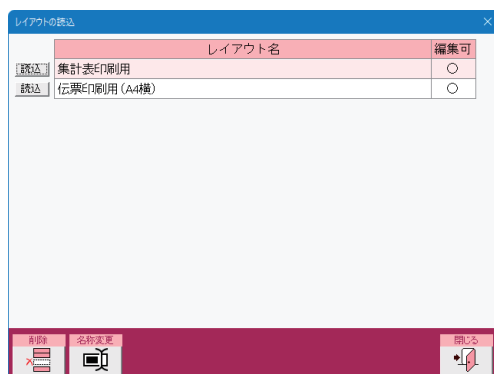 レイアウトの読込
レイアウト名 編集可
読込 集計表印刷用 ○
読込 伝票印刷用(A4横) ○
削除 名称変更 閉じる